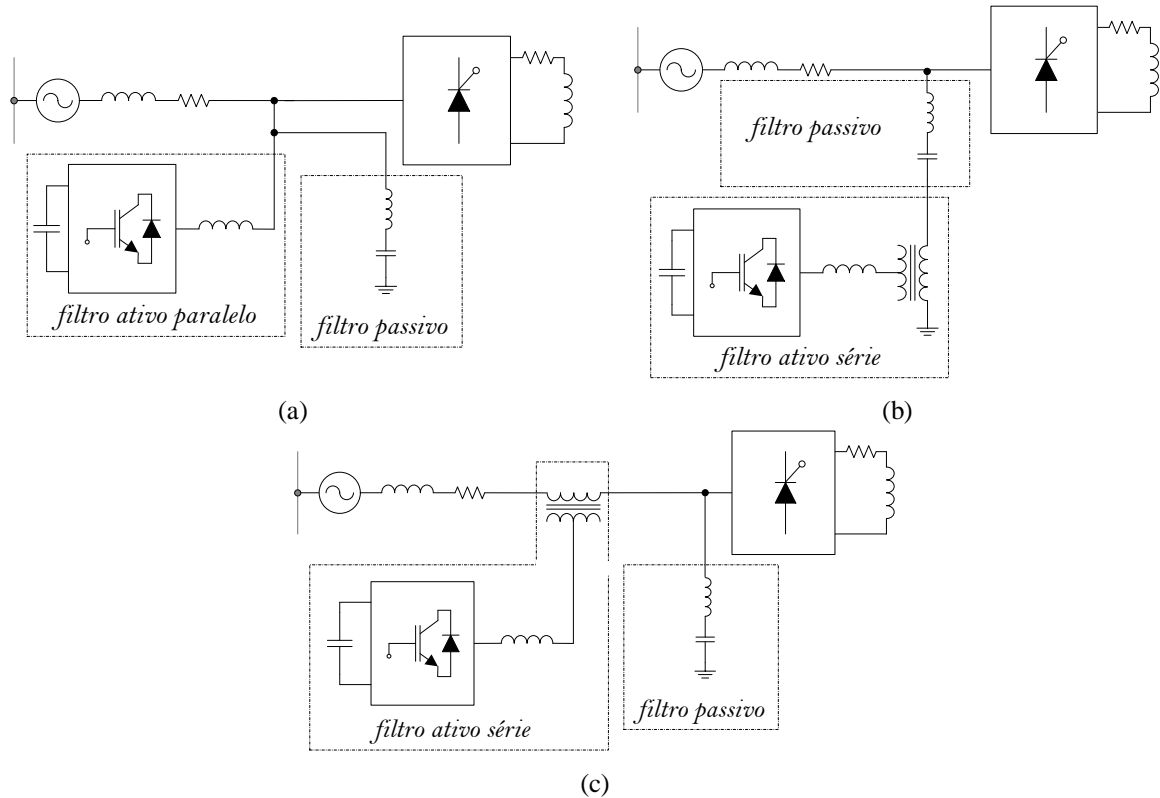 filtro passivo
filtro ativo paralelo
filtro passivo
filtro ativo série
(a)
(b)
filtro ativo série
filtro passivo
(c)